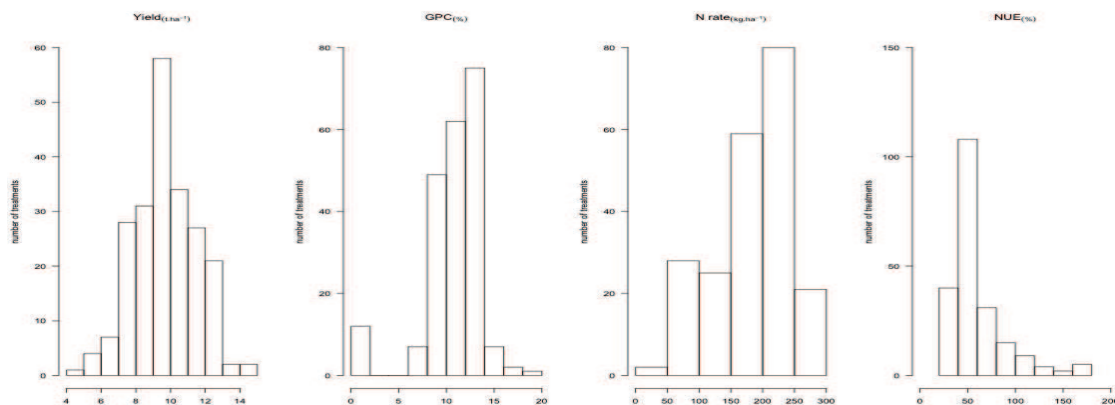 Yield(t.ha⁻¹)
GPC(%)
N rate(kg.ha⁻¹)
NUE(%)
number of treatments
60
50
40
30
20
10
0
4 6 8 10 12 14
number of treatments
80
60
40
20
0
0 5 10 15 20
number of treatments
80
60
40
20
0
0 50 100 150 200 250 300
number of treatments
150
100
50
0
0 50 100 150 200